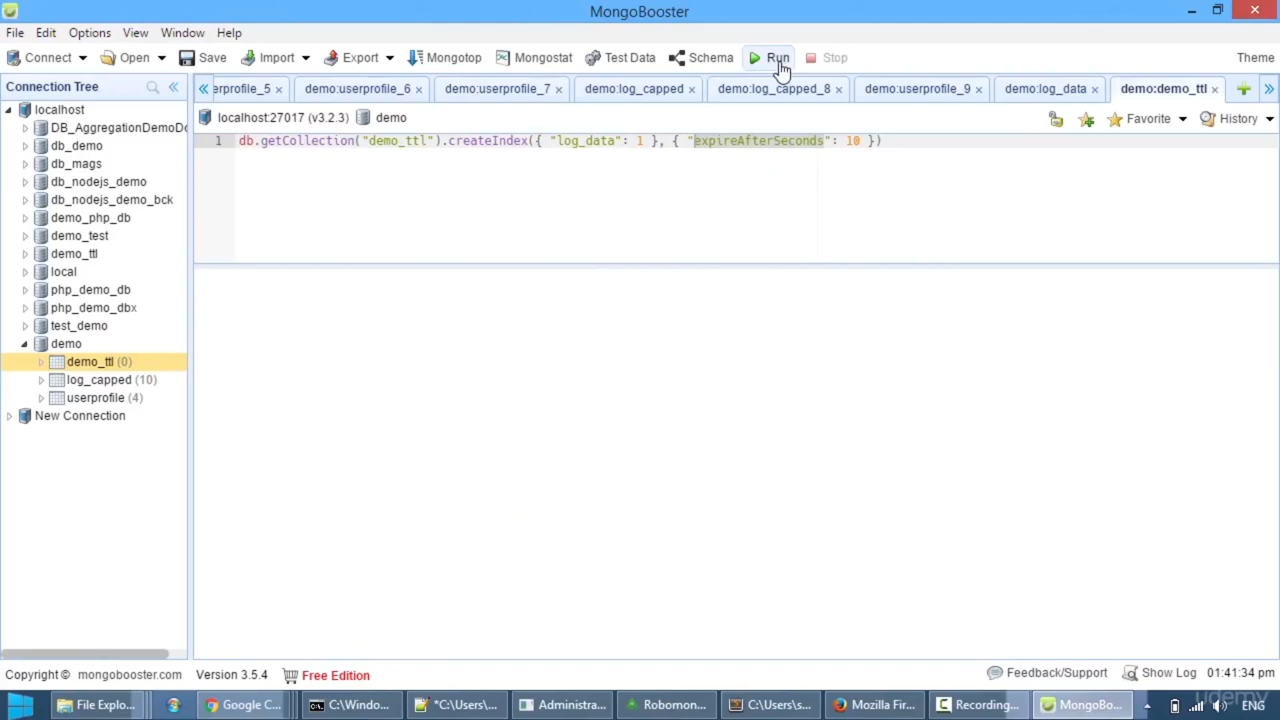 MongoBooster
File Edit Options View Window Help
Connect Open Save Import Export Mongotop Mongostat Test Data Schema Run Stop Theme
Connection Tree
erprofile_5 × demo:userprofile_6 × demo:userprofile_7 × demo:log_capped × demo:log_capped_8 × demo:userprofile_9 × demo:log_data × demo:demo_ttl ×
localhost:27017 (v3.2.3) demo Favorite History
1 db.getCollection("demo_ttl").createIndex({ "log_data": 1 }, { "expireAfterSeconds": 10 })
localhost
DB_AggregationDemoDo
db_demo
db_mags
db_nodejs_demo
db_nodejs_demo_bck
demo_php_db
demo_test
demo_ttl
local
php_demo_db
php_demo_dbx
test_demo
demo
demo_ttl (0)
log_capped (10)
userprofile (4)
New Connection
Copyright © mongobooster.com Version 3.5.4 Free Edition Feedback/Support Show Log 01:41:34 pm
File Explo... Google C... C:\Windo... *C:\Users\... Administra... Robomon... C:\Users\s... Mozilla Fir... Recording... MongoBo... ENG
udemy